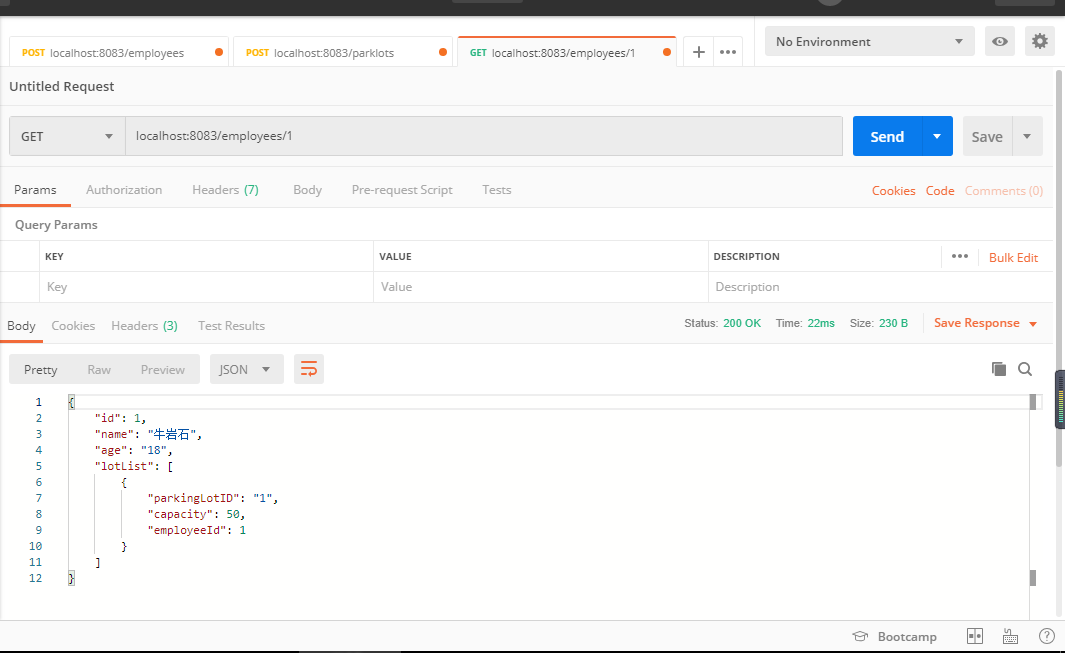 POST localhost:8083/employees POST localhost:8083/parklots GET localhost:8083/employees/1 No Environment
Untitled Request
GET localhost:8083/employees/1 Send Save
Params Authorization Headers (7) Body Pre-request Script Tests Cookies Code Comments (0)
Query Params
KEY VALUE DESCRIPTION Bulk Edit
Key Value Description
Body Cookies Headers (3) Test Results Status: 200 OK Time: 22ms Size: 230 B Save Response
Pretty Raw Preview JSON
1 {
2 "id": 1,
3 "name": "牛岩石",
4 "age": "18",
5 "lotList": [
6 {
7 "parkingLotID": "1",
8 "capacity": 50,
9 "employeeId": 1
10 }
11 ]
12 }
Bootcamp